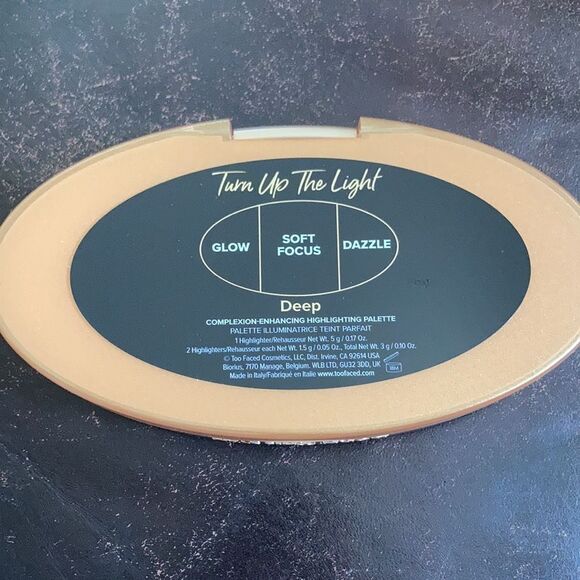 Turn Up The Light
GLOW
SOFT
FOCUS
DAZZLE
Deep
COMPLEXION-ENHANCING HIGHLIGHTING PALETTE
PALETTE ILLUMINATRICE TEINT PARFAIT
1 Highlighter/Rehausseur Net Wt. 5 g / 0.17 Oz.
2 Highlighters/Rehausseur each Net Wt. 1.5 g / 0.05 Oz., Total Net Wt. 3 g / 0.10 Oz.
© Too Faced Cosmetics, LLC, Dist. Irvine, CA 92614 USA
Biorius, 7170 Manage, Belgium. WLB LTD, GU32 3DD, UK
18M
Made in Italy/Fabriqué en Italie www.toofaced.com